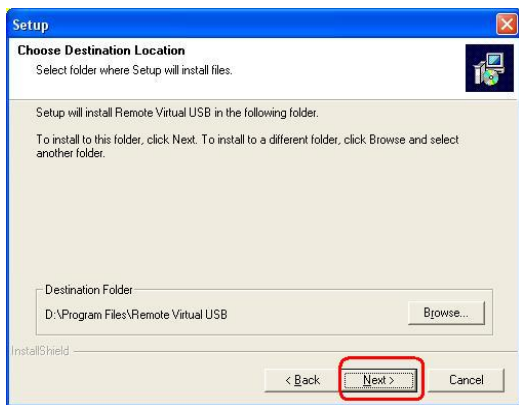 Setup
Choose Destination Location
Select folder where Setup will install files.
Setup will install Remote Virtual USB in the following folder.
To install to this folder, click Next. To install to a different folder, click Browse and select
another folder.
Destination Folder
D:\Program Files\Remote Virtual USB
Browse...
InstallShield
< Back
Next >
Cancel